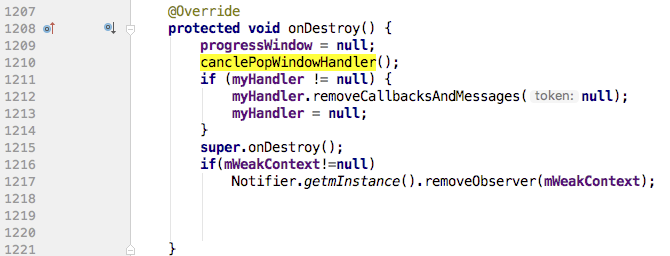 1207 @Override
1208 protected void onDestroy() {
1209 progressWindow = null;
1210 canclePopWindowHandler();
1211 if (myHandler != null) {
1212 myHandler.removeCallbacksAndMessages( token: null);
1213 myHandler = null;
1214 }
1215 super.onDestroy();
1216 if(mWeakContext!=null)
1217 Notifier.getmInstance().removeObserver(mWeakContext);
1218
1219
1220
1221 }